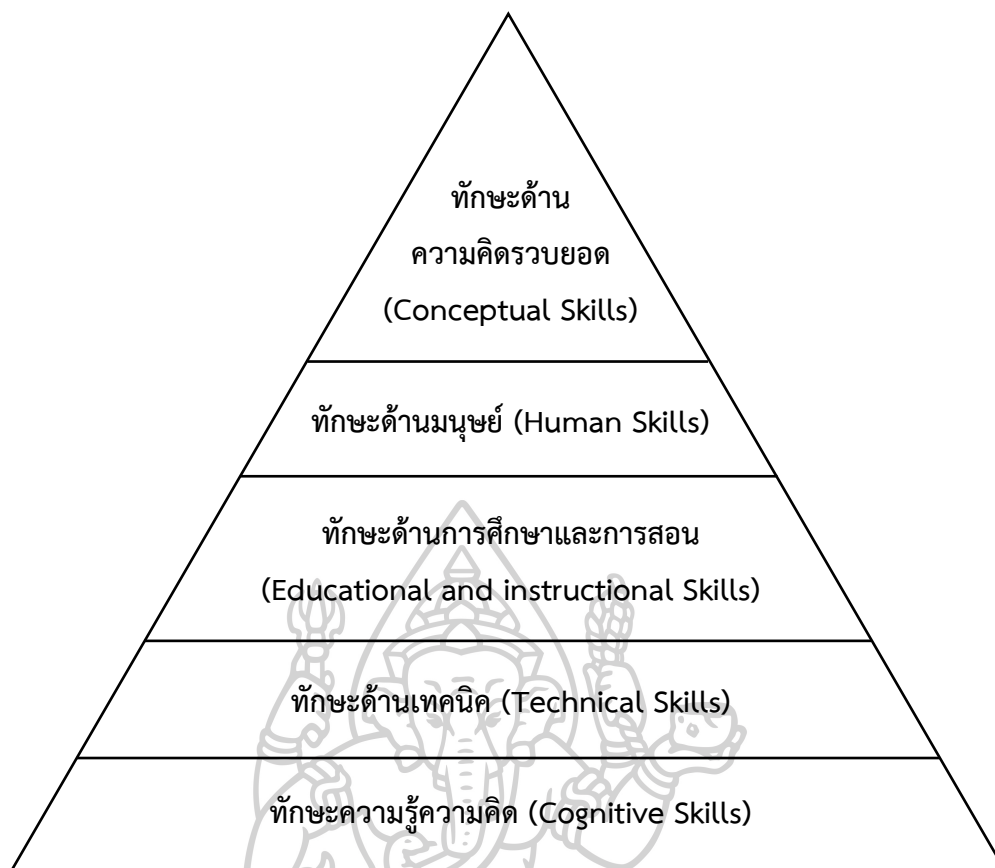 ทักษะด้าน
ความคิดรวบยอด
(Conceptual Skills)
ทักษะด้านมนุษย์ (Human Skills)
ทักษะด้านการศึกษาและการสอน
(Educational and instructional Skills)
ทักษะด้านเทคนิค (Technical Skills)
ทักษะความรู้ความคิด (Cognitive Skills)